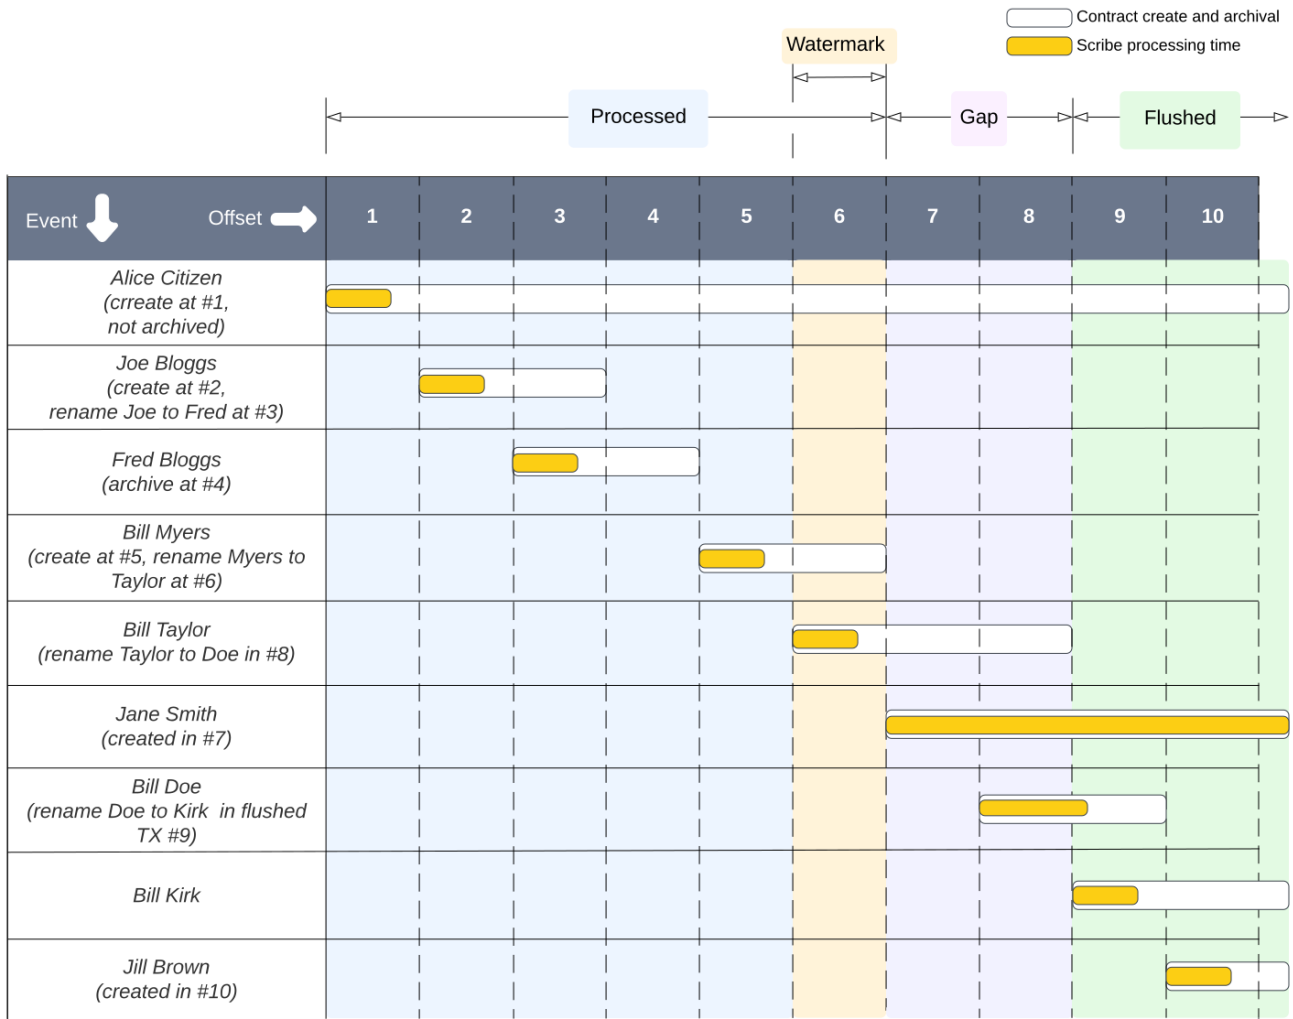 Contract create and archival
Scribe processing time
Watermark
Processed
Gap
Flushed
Event
Offset
1 2 3 4 5 6 7 8 9 10
Alice Citizen
(crreate at #1,
not archived)
Joe Bloggs
(create at #2,
rename Joe to Fred at #3)
Fred Bloggs
(archive at #4)
Bill Myers
(create at #5, rename Myers to
Taylor at #6)
Bill Taylor
(rename Taylor to Doe in #8)
Jane Smith
(created in #7)
Bill Doe
(rename Doe to Kirk in flushed
TX #9)
Bill Kirk
Jill Brown
(created in #10)